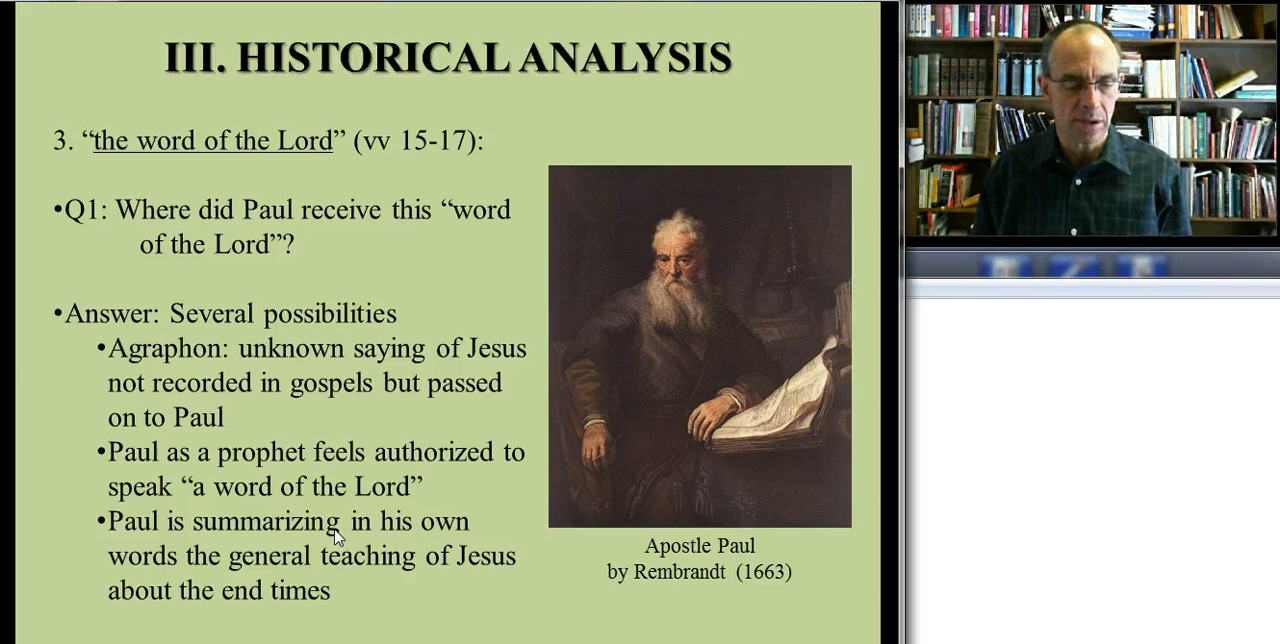 III. HISTORICAL ANALYSIS
3. “the word of the Lord” (vv 15-17):
•Q1: Where did Paul receive this “word
of the Lord”?
•Answer: Several possibilities
•Agraphon: unknown saying of Jesus
not recorded in gospels but passed
on to Paul
•Paul as a prophet feels authorized to
speak “a word of the Lord”
•Paul is summarizing in his own
words the general teaching of Jesus
about the end times
Apostle Paul
by Rembrandt (1663)